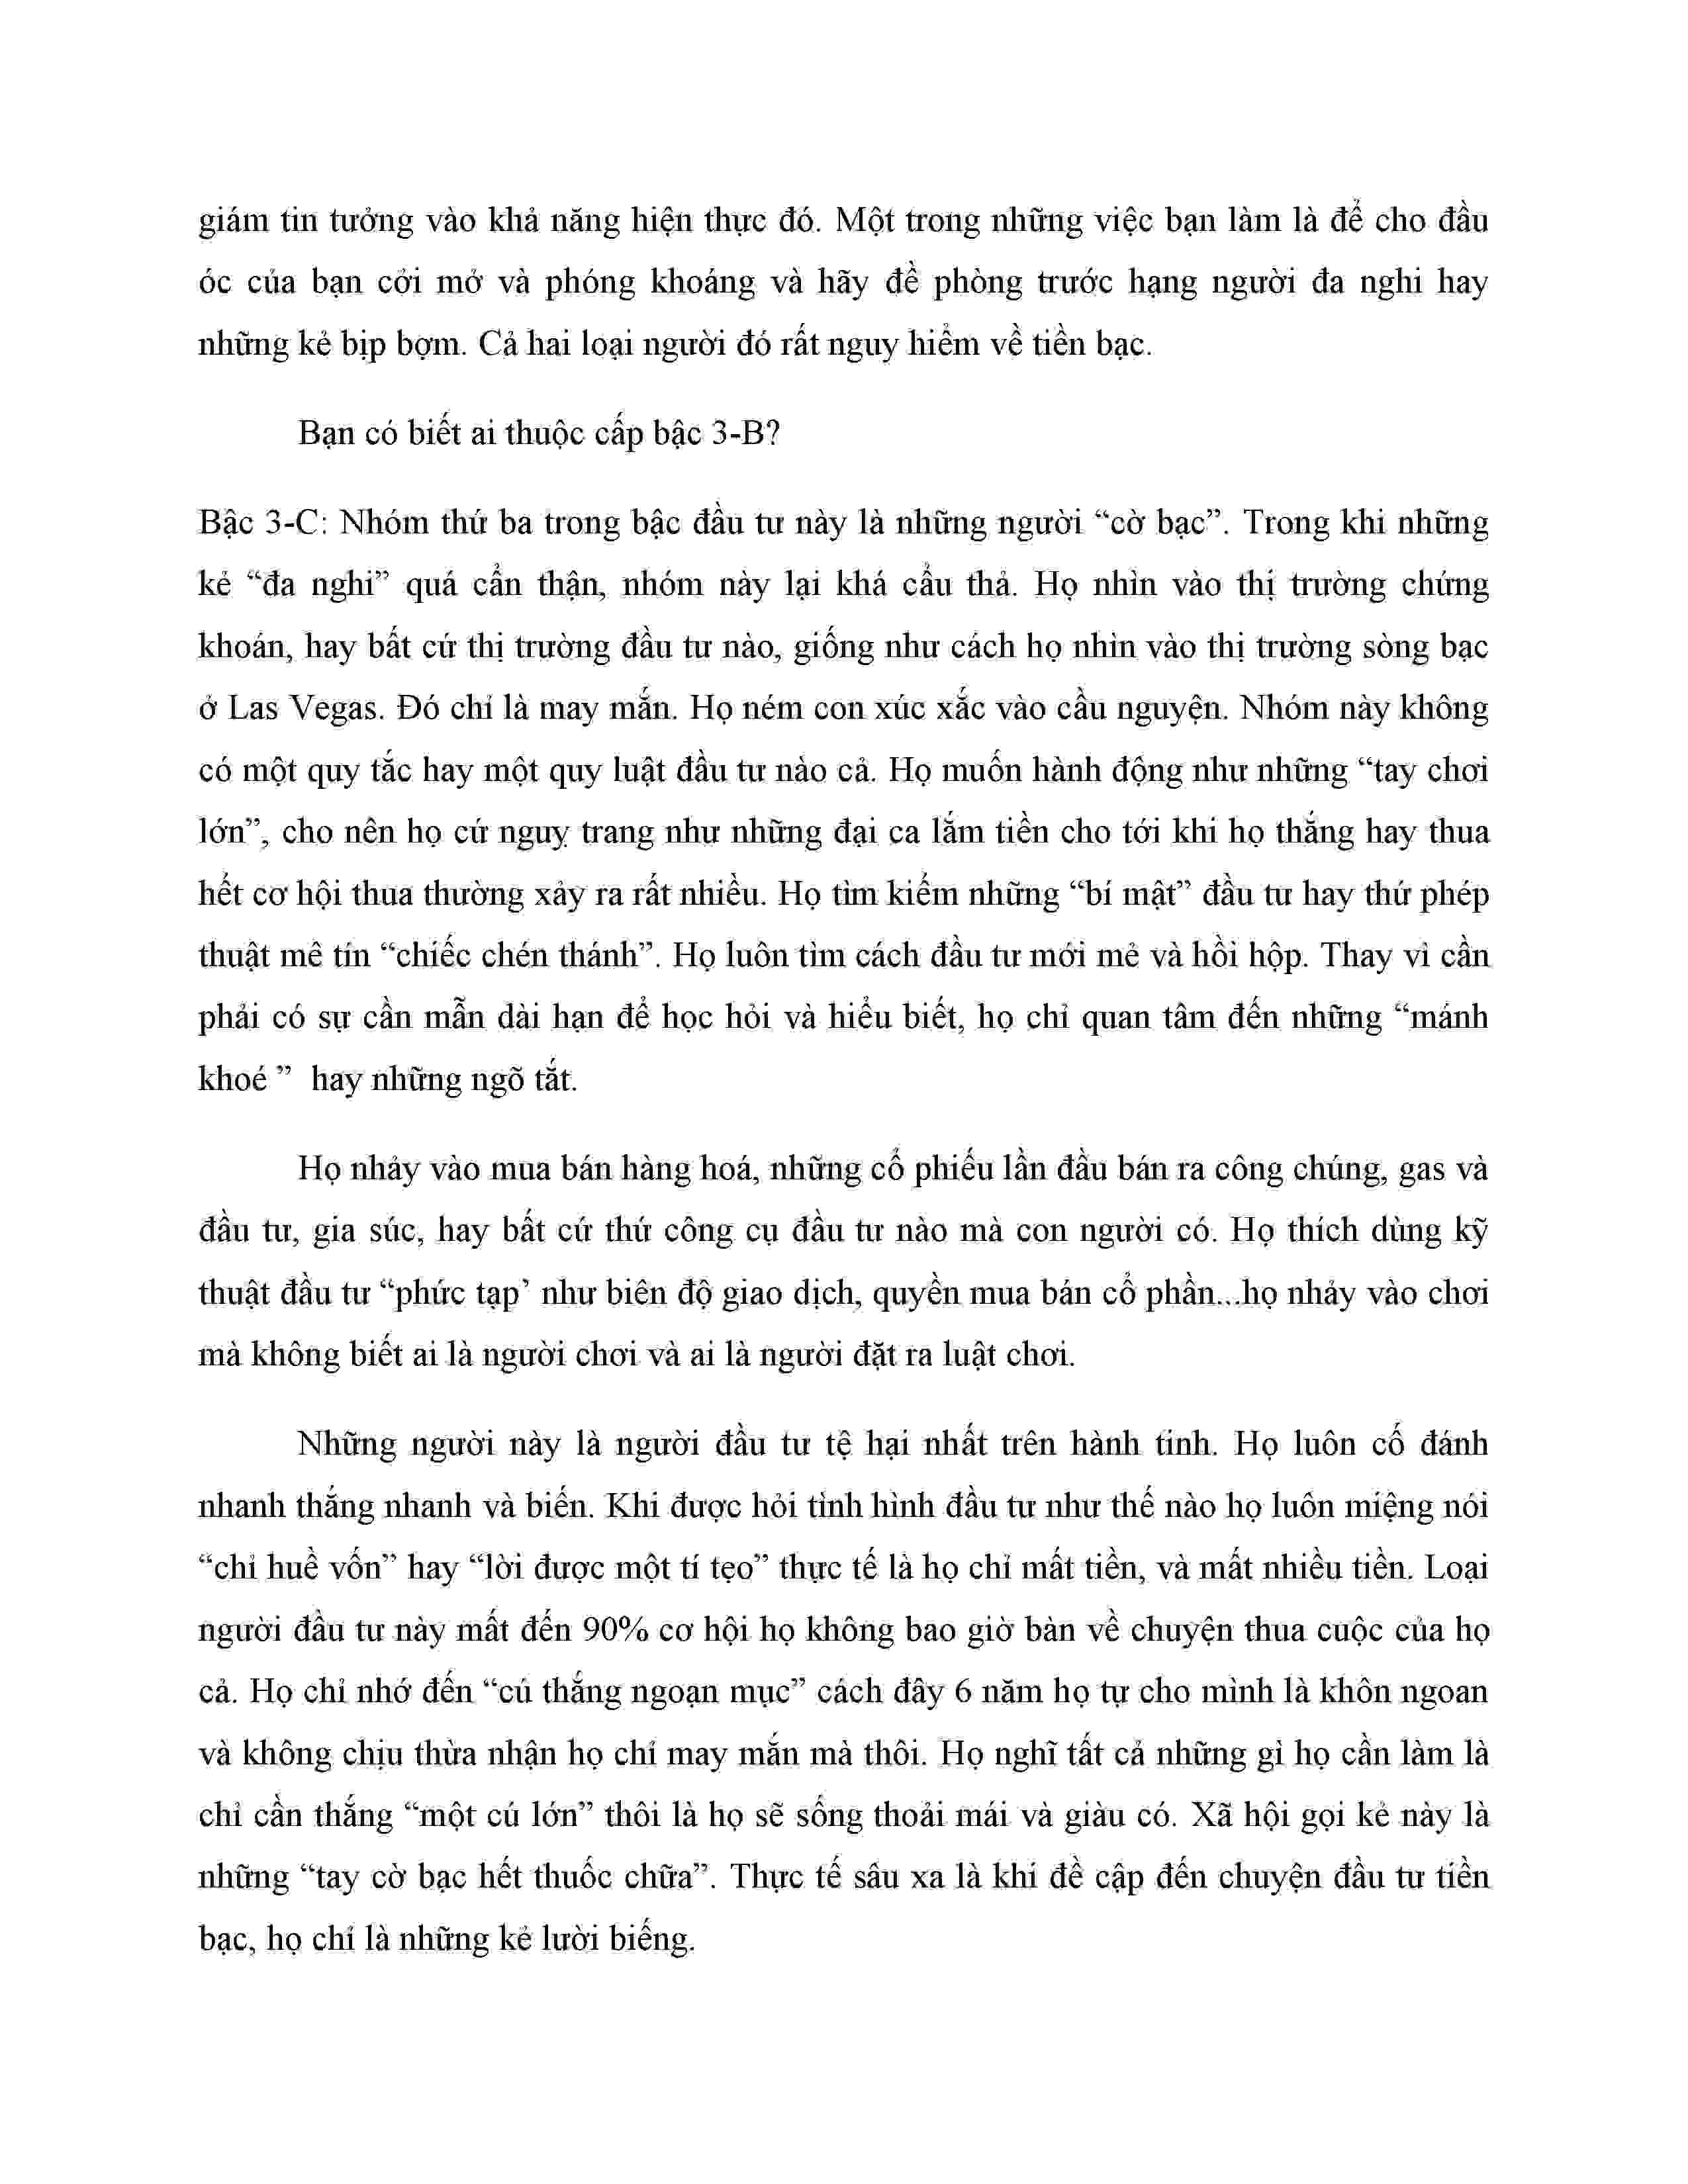 giám tin tưởng vào khả năng hiện thực đó. Một trong những việc bạn làm là để cho đầu
óc của bạn cởi mở và phóng khoáng và hãy đề phòng trước hạng người đa nghi hay
những kẻ bịp bợm. Cả hai loại người đó rất nguy hiểm về tiền bạc.
Bạn có biết ai thuộc cấp bậc 3-B?
Bậc 3-C: Nhóm thứ ba trong bậc đầu tư này là những người “cờ bạc”. Trong khi những
kẻ “đa nghi” quá cẩn thận, nhóm này lại khá cẩu thả. Họ nhìn vào thị trường chứng
khoán, hay bất cứ thị trường đầu tư nào, giống như cách họ nhìn vào thị trường sòng bạc
ở Las Vegas. Đó chỉ là may mắn. Họ ném con xúc xắc vào cầu nguyện. Nhóm này không
có một quy tắc hay một quy luật đầu tư nào cả. Họ muốn hành động như những “tay chơi
lớn”, cho nên họ cứ nguỵ trang như những đại ca lắm tiền cho tới khi họ thắng hay thua
hết cơ hội thua thường xảy ra rất nhiều. Họ tìm kiếm những “bí mật” đầu tư hay thứ phép
thuật mê tín “chiếc chén thánh”. Họ luôn tìm cách đầu tư mới mẻ và hồi hộp. Thay vì cần
phải có sự cần mẫn dài hạn để học hỏi và hiểu biết, họ chỉ quan tâm đến những “mánh
khoé ”  hay những ngõ tắt.
Họ nhảy vào mua bán hàng hoá, những cổ phiếu lần đầu bán ra công chúng, gas và
đầu tư, gia súc, hay bất cứ thứ công cụ đầu tư nào mà con người có. Họ thích dùng kỹ
thuật đầu tư “phức tạp’ như biên độ giao dịch, quyền mua bán cổ phần...họ nhảy vào chơi
mà không biết ai là người chơi và ai là người đặt ra luật chơi.
Những người này là người đầu tư tệ hại nhất trên hành tinh. Họ luôn cố đánh
nhanh thắng nhanh và biến. Khi được hỏi tình hình đầu tư như thế nào họ luôn miệng nói
“chỉ huề vốn” hay “lời được một tí tẹo” thực tế là họ chỉ mất tiền, và mất nhiều tiền. Loại
người đầu tư này mất đến 90% cơ hội họ không bao giờ bàn về chuyện thua cuộc của họ
cả. Họ chỉ nhớ đến “cú thắng ngoạn mục” cách đây 6 năm họ tự cho mình là khôn ngoan
và không chịu thừa nhận họ chỉ may mắn mà thôi. Họ nghĩ tất cả những gì họ cần làm là
chỉ cần thắng “một cú lớn” thôi là họ sẽ sống thoải mái và giàu có. Xã hội gọi kẻ này là
những “tay cờ bạc hết thuốc chữa”. Thực tế sâu xa là khi đề cập đến chuyện đầu tư tiền
bạc, họ chỉ là những kẻ lười biếng.